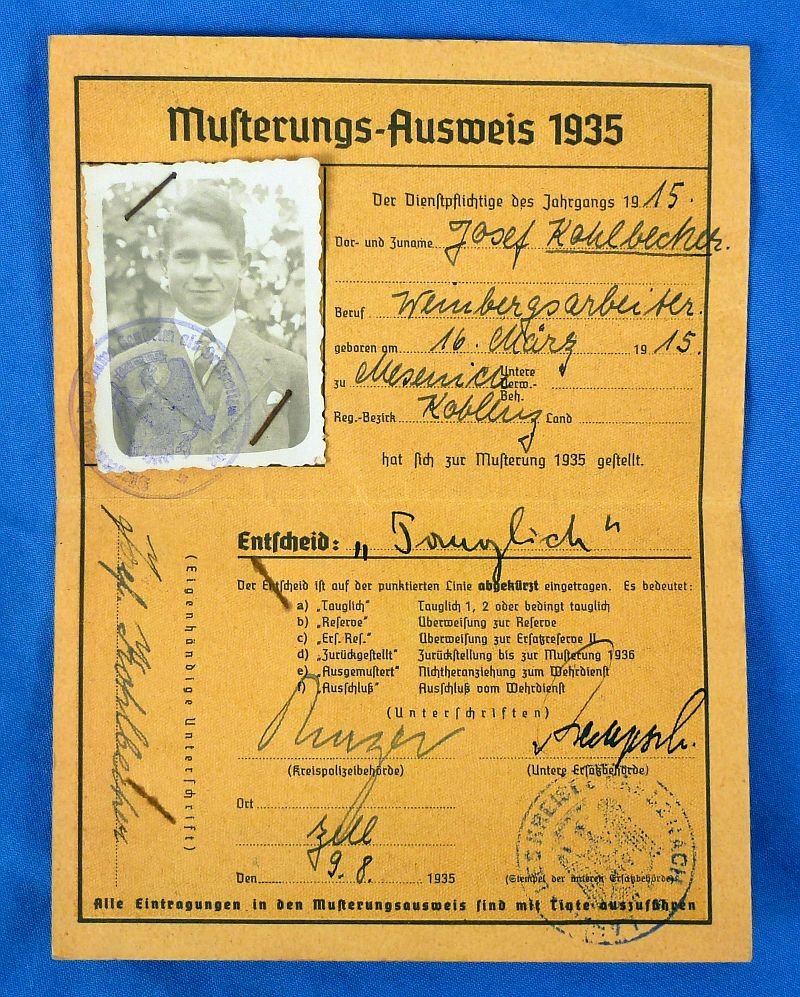 Musterungs-Ausweis 1935
Der Dienstpflichtige des Jahrgangs 1915.
Vor- und Zuname Josef Kohlbecher.
Beruf Weinbergsarbeiter.
geboren am 16. März 1915.
zu Mesenich Untere Verw.-Beh.
Reg.-Bezirk Koblenz Land
hat sich zur Musterung 1935 gestellt.
Entscheid: „Tauglich“
Der Entscheid ist auf der punktierten Linie abgekürzt eingetragen. Es bedeutet:
a) „Tauglich“ Tauglich 1, 2 oder bedingt tauglich
b) „Reserve“ Überweisung zur Reserve
c) „Ers. Res.“ Überweisung zur Ersatzreserve II
d) „Zurückgestellt“ Zurückstellung bis zur Musterung 1936
e) „Ausgemustert“ Nichtheranziehung zum Wehrdienst
f) „Ausschluß“ Ausschluß vom Wehrdienst
(Unterschriften)
(Kreispolizeibehörde) (Untere Ersatzbehörde)
Ort
Zell
Den 9.8. 1935
(Stempel der unteren Ersatzbehörde)
Alle Eintragungen in den Musterungsausweis sind mit Tinte auszuführen
(Eigenhändige Unterschrift)
Kohlbecher